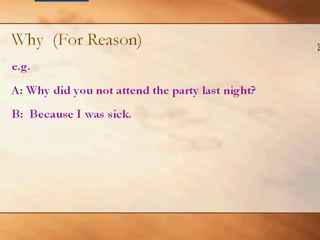 Why  (For Reason)
e.g.
A: Why did you not attend the party last night?
B:  Because I was sick.